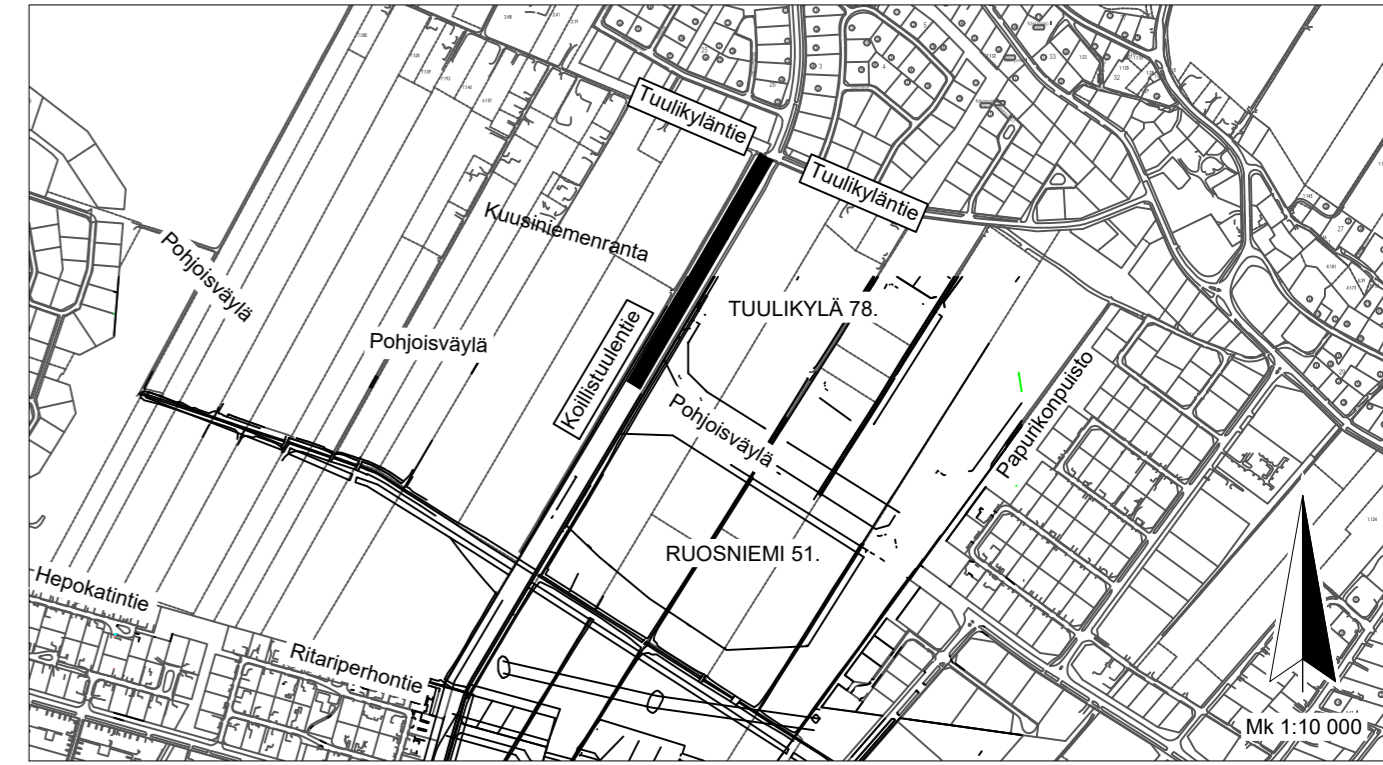 Tuulikyläntie
Tuulikyläntie
Kuusiniemenranta
Pohjoisväylä
TUULIKYLÄ 78.
Pohjoisväylä
Koillistuulentie
Papurikonpuisto
Pohjoisväylä
RUOSNIEMI 51.
Hepokatintie
Ritariperhontie
Mk 1:10 000